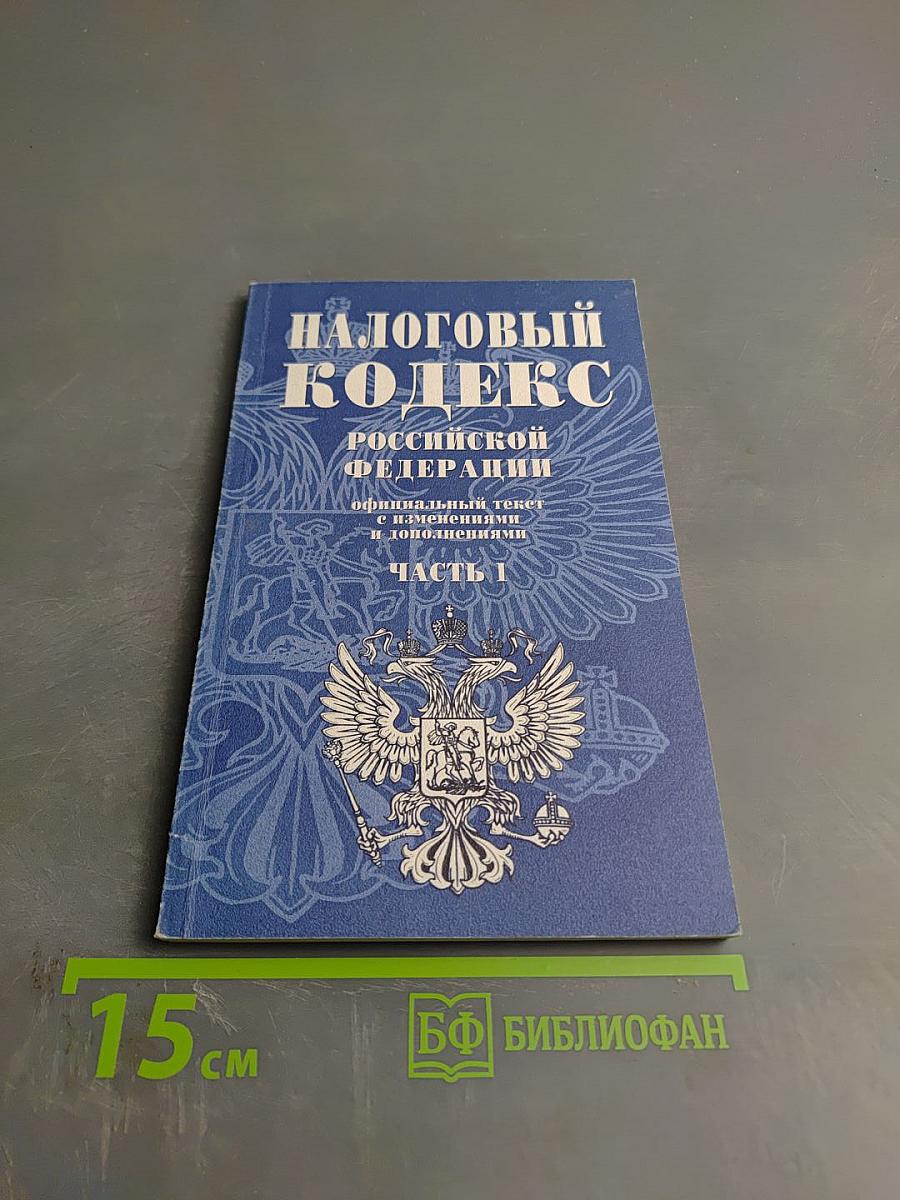 НАЛОГОВЫЙ
КОДЕКС
РОССИЙСКОЙ
ФЕДЕРАЦИИ
официальный текст
с изменениями
и дополнениями
ЧАСТЬ 1
15 см
БФ БИБЛИОФАН